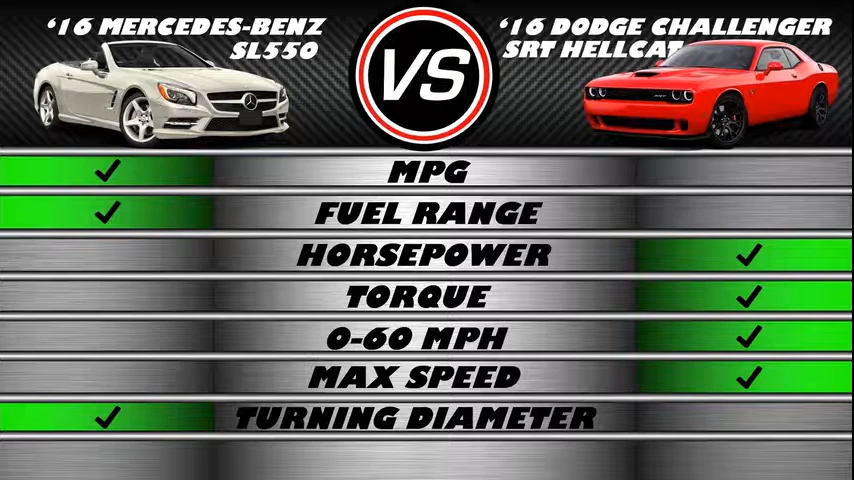 ‘16 MERCEDES-BENZ
SL550
VS
‘16 DODGE CHALLENGER
SRT HELLCAT
MPG
FUEL RANGE
HORSEPOWER
TORQUE
0-60 MPH
MAX SPEED
TURNING DIAMETER